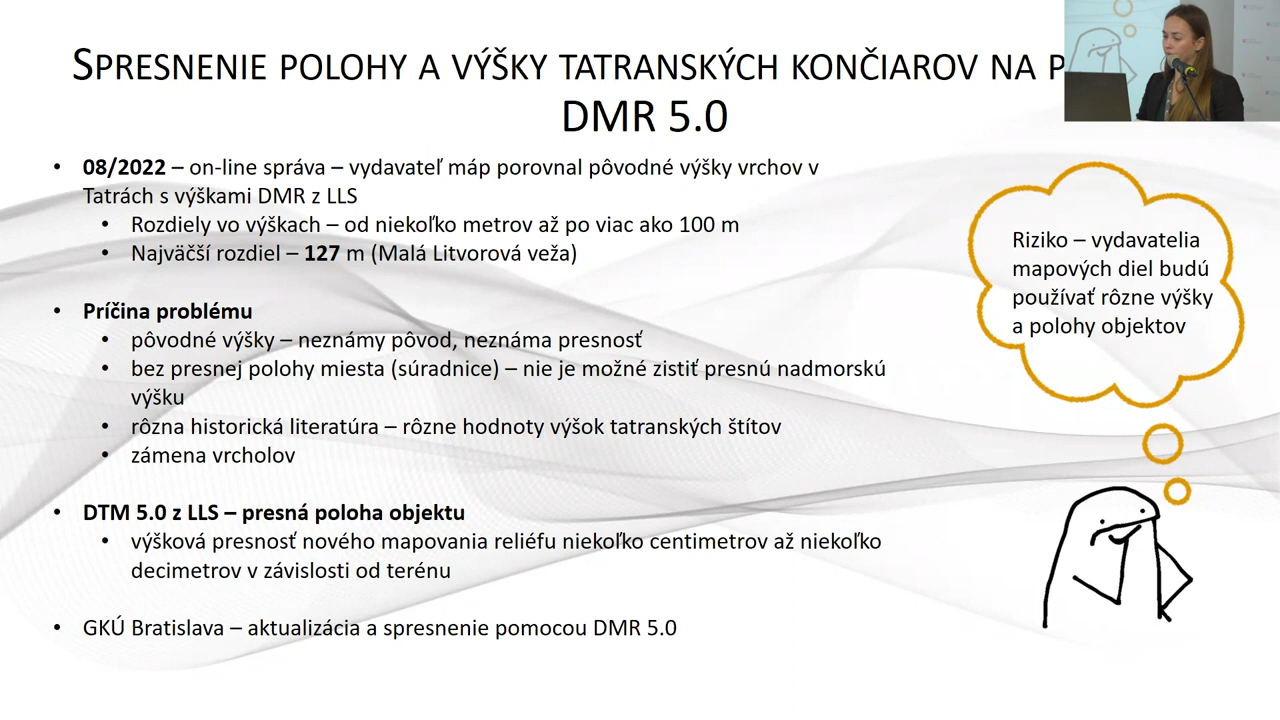 SPRESNENIE POLOHY A VÝŠKY TATRANSKÝCH KONČIAROV NA
DMR 5.0
• 08/2022 – on-line správa – vydavateľ máp porovnal pôvodné výšky vrchov v
Tatrách s výškami DMR z LLS
• Rozdiely vo výškach – od niekoľko metrov až po viac ako 100 m
• Najväčší rozdiel – 127 m (Malá Litvorová veža)
• Príčina problému
• pôvodné výšky – neznámy pôvod, neznáma presnosť
• bez presnej polohy miesta (súradnice) – nie je možné zistiť presnú nadmorskú
výšku
• rôzna historická literatúra – rôzne hodnoty výšok tatranských štítov
• zámena vrcholov
• DTM 5.0 z LLS – presná poloha objektu
• výšková presnosť nového mapovania reliéfu niekoľko centimetrov až niekoľko
decimetrov v závislosti od terénu
• GKÚ Bratislava – aktualizácia a spresnenie pomocou DMR 5.0
Riziko – vydavatelia
mapových diel budú
používať rôzne výšky
a polohy objektov